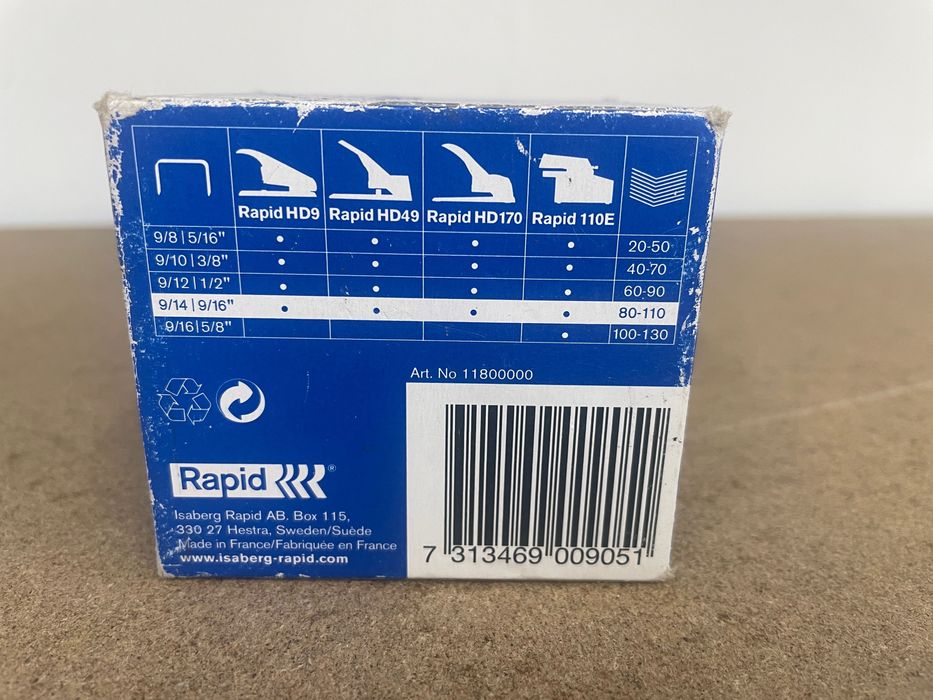 Rapid HD9 Rapid HD49 Rapid HD170 Rapid 110E
9/8 | 5/16" • • • • 20-50
9/10 | 3/8" • • • • 40-70
9/12 | 1/2" • • • • 60-90
9/14 | 9/16" • • • • 80-110
9/16 | 5/8" • 100-130
Art. No 11800000
Rapid ®
Isaberg Rapid AB. Box 115,
330 27 Hestra, Sweden/Suède
Made in France/Fabriquée en France
www.isaberg-rapid.com
7 313469 009051